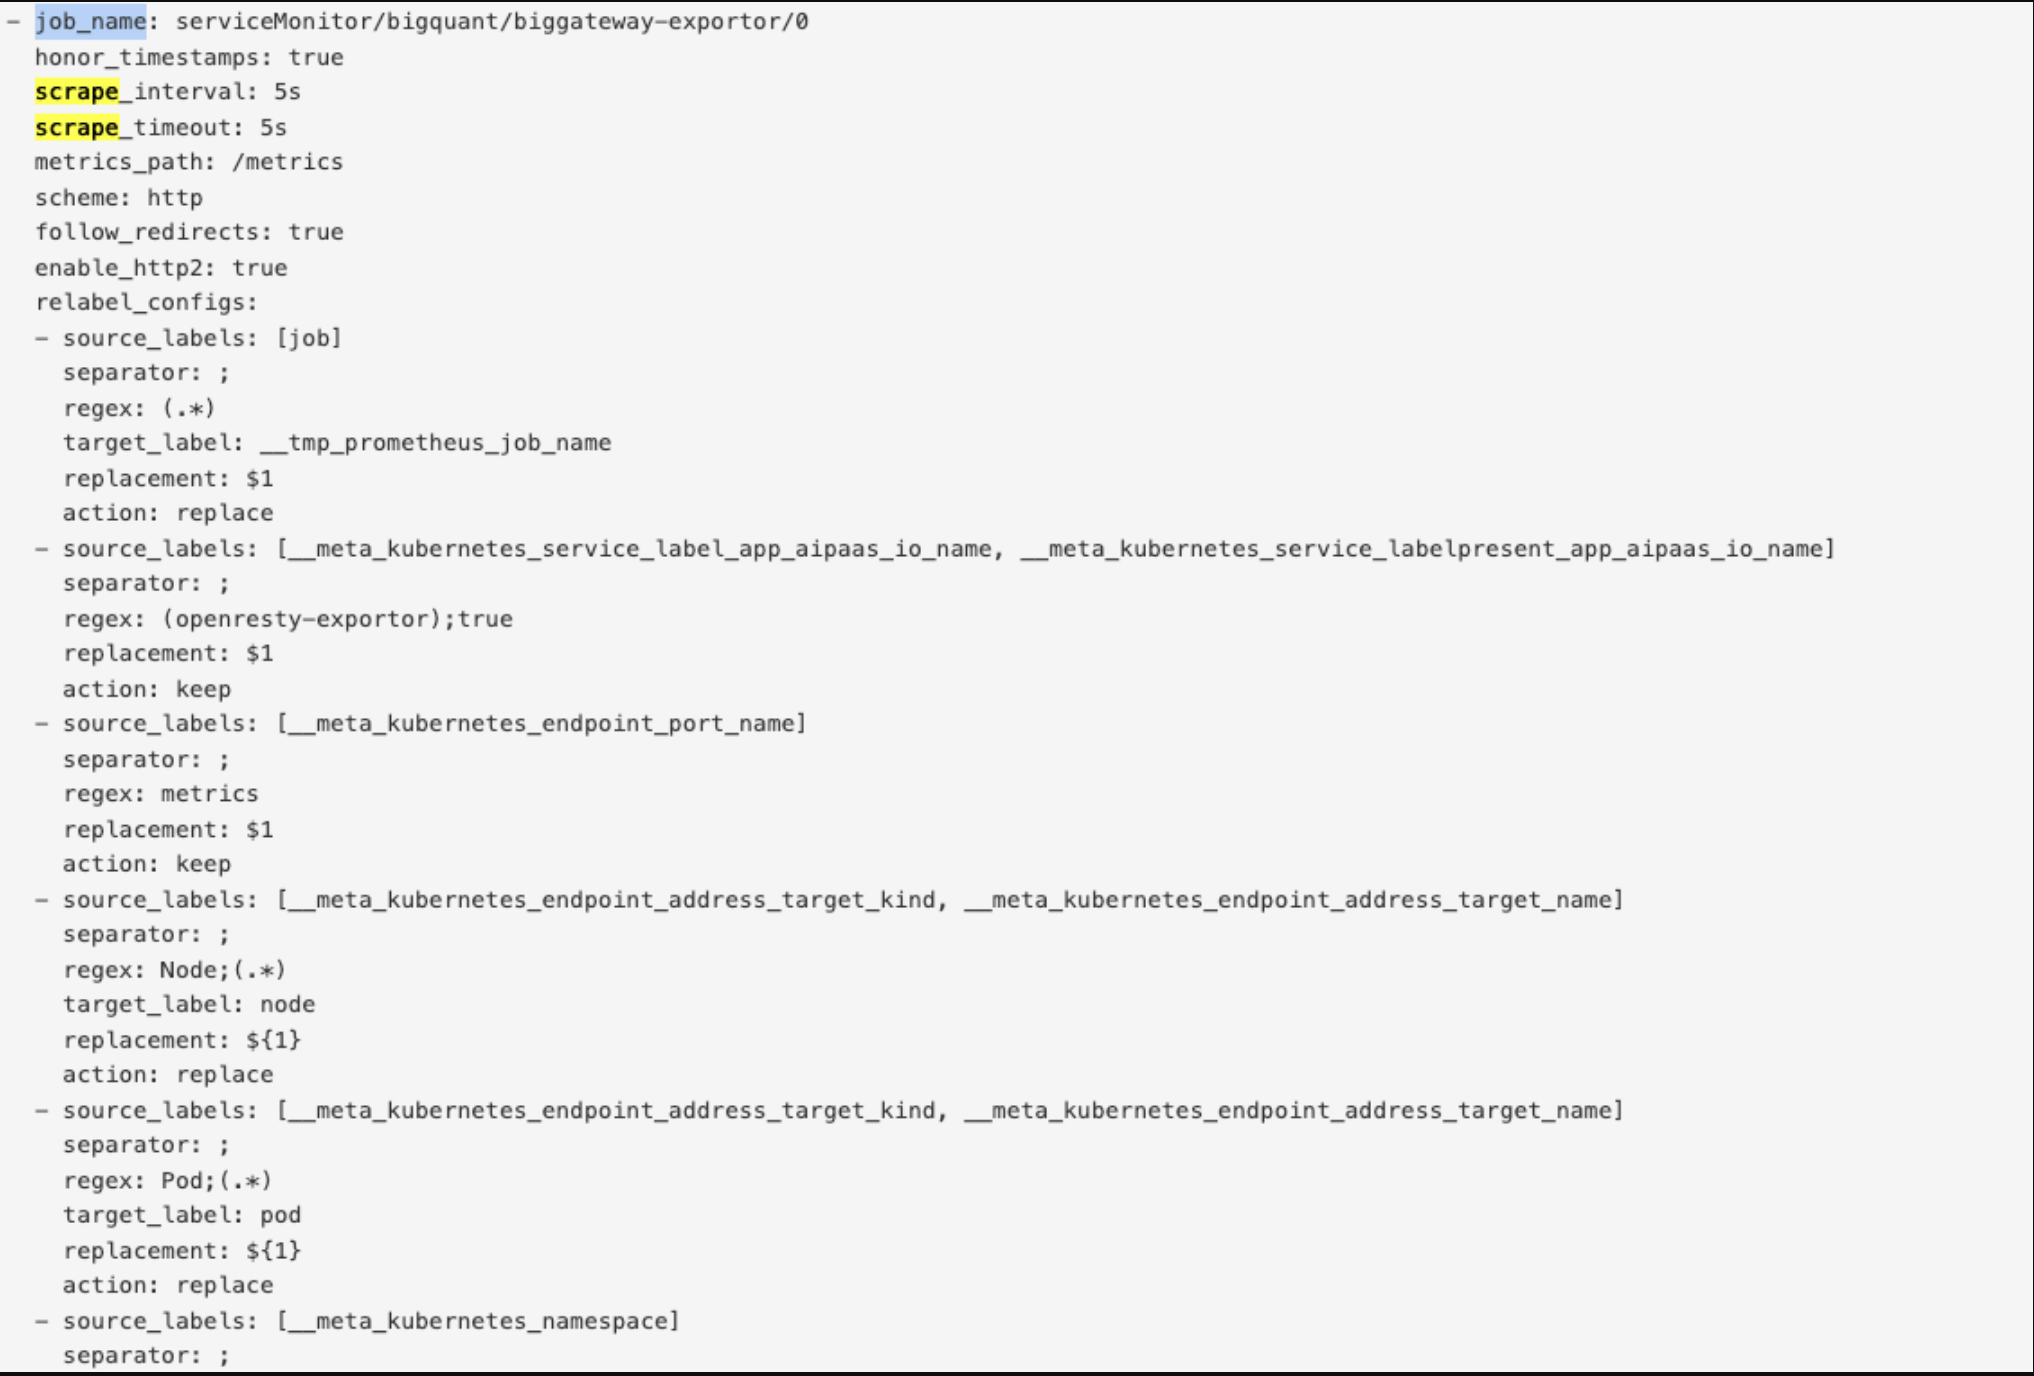 - job_name: serviceMonitor/bigquant/biggateway-exportor/0
honor_timestamps: true
scrape_interval: 5s
scrape_timeout: 5s
metrics_path: /metrics
scheme: http
follow_redirects: true
enable_http2: true
relabel_configs:
- source_labels: [job]
separator: ;
regex: (.*)
target_label: __tmp_prometheus_job_name
replacement: $1
action: replace
- source_labels: [__meta_kubernetes_service_label_app_aipaas_io_name, __meta_kubernetes_service_labelpresent_app_aipaas_io_name]
separator: ;
regex: (openresty-exportor);true
replacement: $1
action: keep
- source_labels: [__meta_kubernetes_endpoint_port_name]
separator: ;
regex: metrics
replacement: $1
action: keep
- source_labels: [__meta_kubernetes_endpoint_address_target_kind, __meta_kubernetes_endpoint_address_target_name]
separator: ;
regex: Node;(.*)
target_label: node
replacement: ${1}
action: replace
- source_labels: [__meta_kubernetes_endpoint_address_target_kind, __meta_kubernetes_endpoint_address_target_name]
separator: ;
regex: Pod;(.*)
target_label: pod
replacement: ${1}
action: replace
- source_labels: [__meta_kubernetes_namespace]
separator: ;